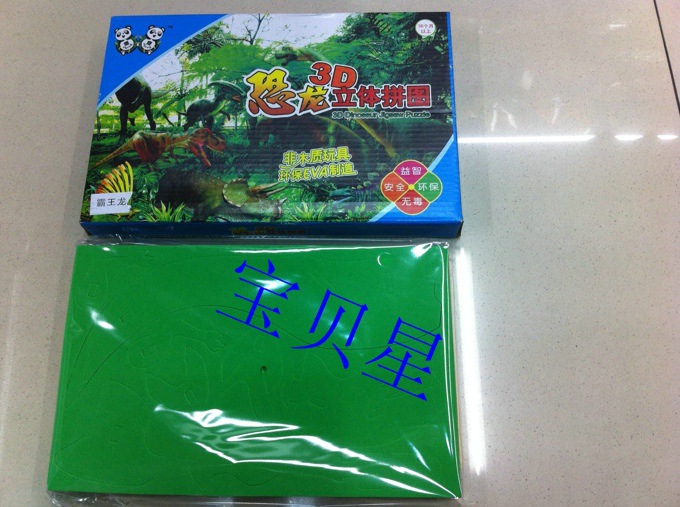 恐龙3D立体拼图
3D Dinosaur Jigsaw Puzzle
非木质玩具
环保EVA制造
益智
安全
环保
无毒
霸王龙
宝贝星